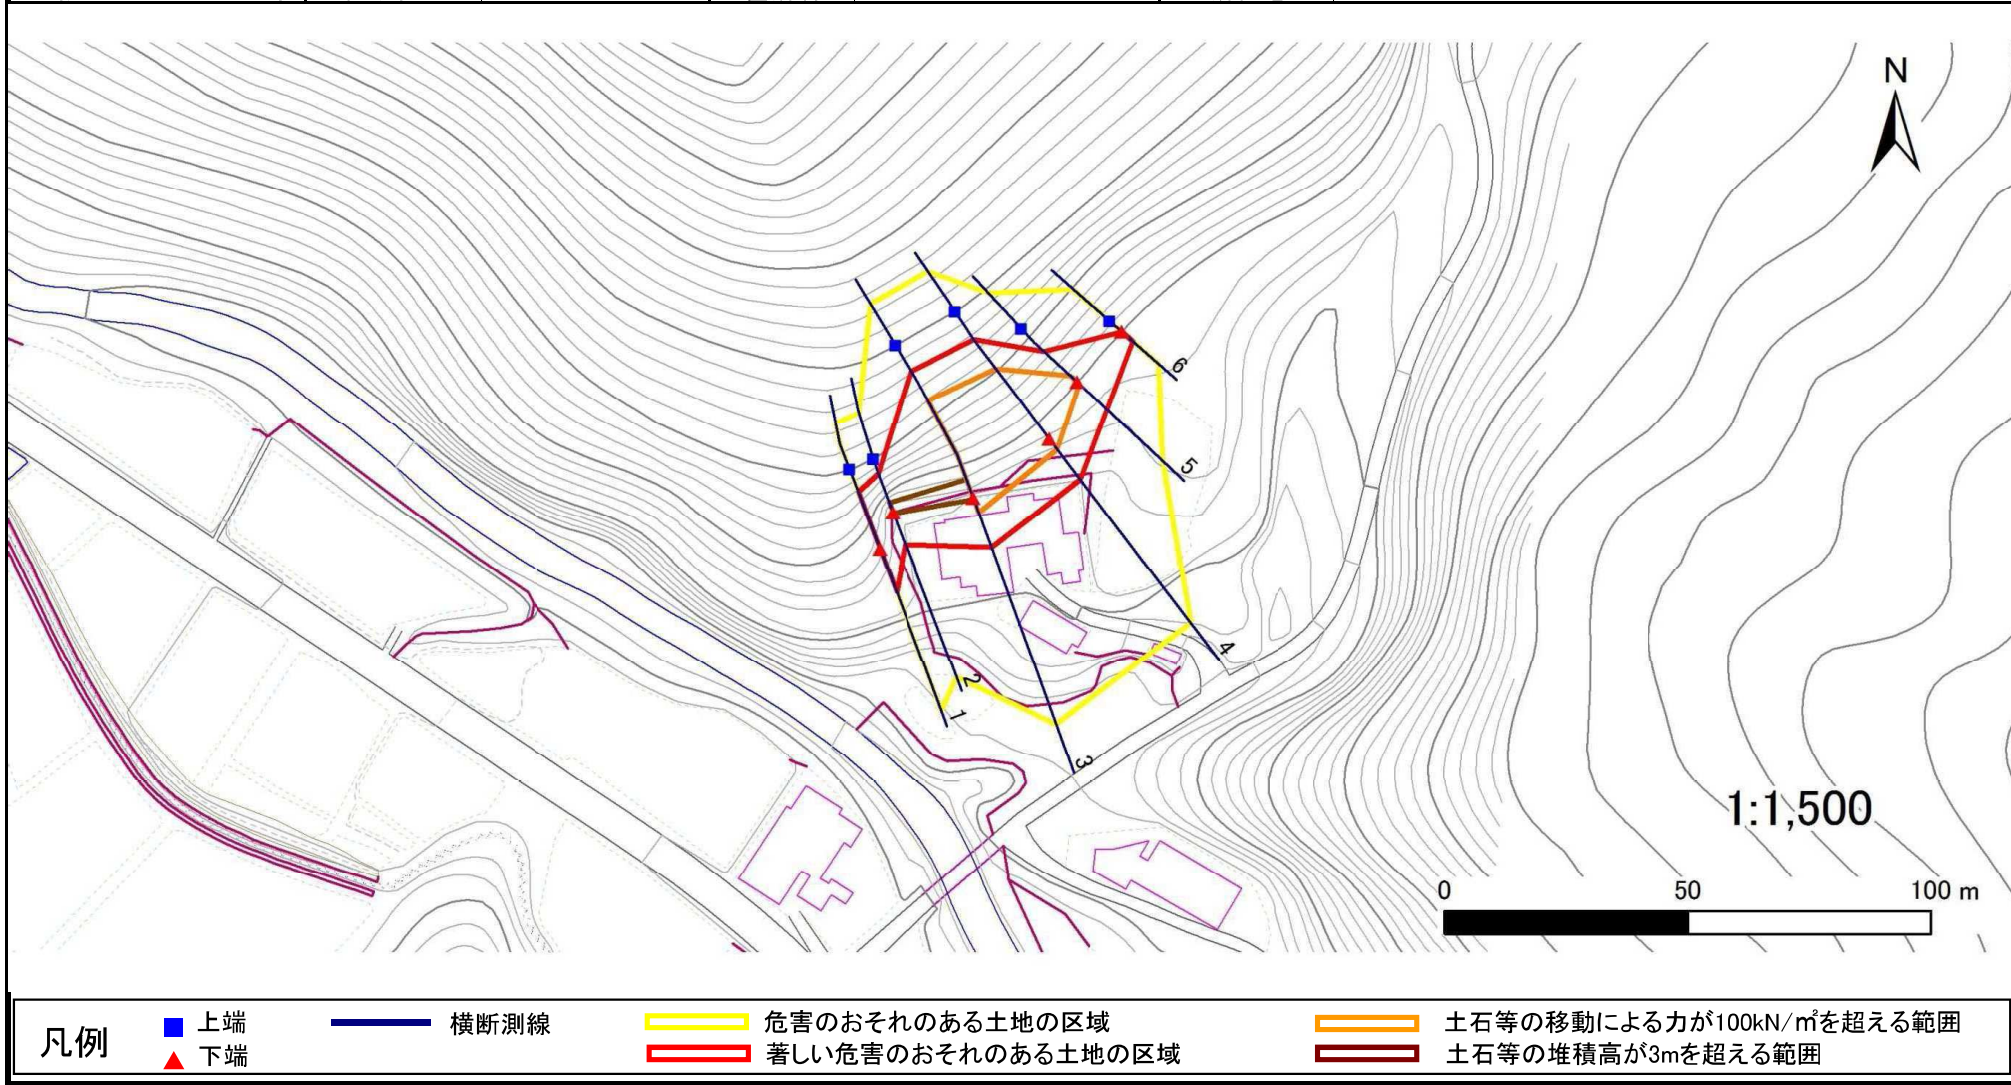 N
6
5
4
2
1
3
1:1,500
0 50 100 m
凡例
上端
下端
横断測線
危害のおそれのある土地の区域
著しい危害のおそれのある土地の区域
土石等の移動による力が100kN/㎡を超える範囲
土石等の堆積高が3mを超える範囲